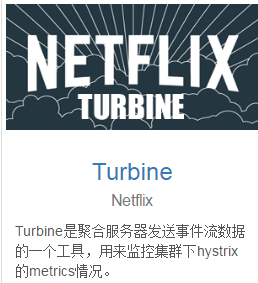 NETFLIX
TURBINE
Turbine
Netflix
Turbine是聚合服务器发送事件流数据
的一个工具，用来监控集群下hystrix
的metrics情况。